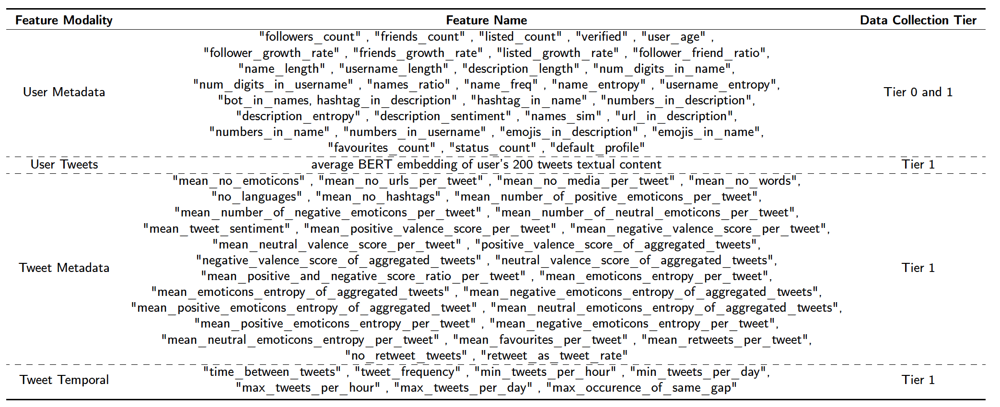 Feature Modality Feature Name Data Collection Tier
"followers_count" , "friends_count" , "listed_count" , "verified" , "user_age" ,
"follower_growth_rate" , "friends_growth_rate" , "listed_growth_rate" , "follower_friend_ratio",
"name_length" , "username_length" , "description_length" , "num_digits_in_name",
User Metadata "num_digits_in_username" , "names_ratio" , "name_freq" , "name_entropy" , "username_entropy", Tier 0 and 1
"bot_in_names, hashtag_in_description" , "hashtag_in_name" , "numbers_in_description",
"description_entropy" , "description_sentiment" , "names_sim" , "url_in_description",
"numbers_in_name" , "numbers_in_username" , "emojis_in_description" , "emojis_in_name",
"favourites_count" , "status_count" , "default_profile"
User Tweets average BERT embedding of user's 200 tweets textual content Tier 1
"mean_no_emoticons" , "mean_no_urls_per_tweet" , "mean_no_media_per_tweet" , "mean_no_words",
"no_languages" , "mean_no_hashtags" , "mean_number_of_positive_emoticons_per_tweet",
"mean_number_of_negative_emoticons_per_tweet" , "mean_number_of_neutral_emoticons_per_tweet",
"mean_tweet_sentiment" , "mean_positive_valence_score_per_tweet" , "mean_negative_valence_score_per_tweet",
"mean_neutral_valence_score_per_tweet" , "positive_valence_score_of_aggregated_tweets",
"negative_valence_score_of_aggregated_tweets" , "neutral_valence_score_of_aggregated_tweets",
Tweet Metadata "mean_positive_and_negative_score_ratio_per_tweet" , "mean_emoticons_entropy_per_tweet", Tier 1
"mean_emoticons_entropy_of_aggregated_tweets" , "mean_negative_emoticons_entropy_of_aggregated_tweets",
"mean_positive_emoticons_entropy_of_aggregated_tweet" , "mean_neutral_emoticons_entropy_of_aggregated_tweets",
"mean_positive_emoticons_entropy_per_tweet" , "mean_negative_emoticons_entropy_per_tweet",
"mean_neutral_emoticons_entropy_per_tweet" , "mean_favourites_per_tweet" , "mean_retweets_per_tweet",
"no_retweet_tweets" , "retweet_as_tweet_rate"
Tweet Temporal "time_between_tweets" , "tweet_frequency" , "min_tweets_per_hour" , "min_tweets_per_day", Tier 1
"max_tweets_per_hour" , "max_tweets_per_day" , "max_occurence_of_same_gap"